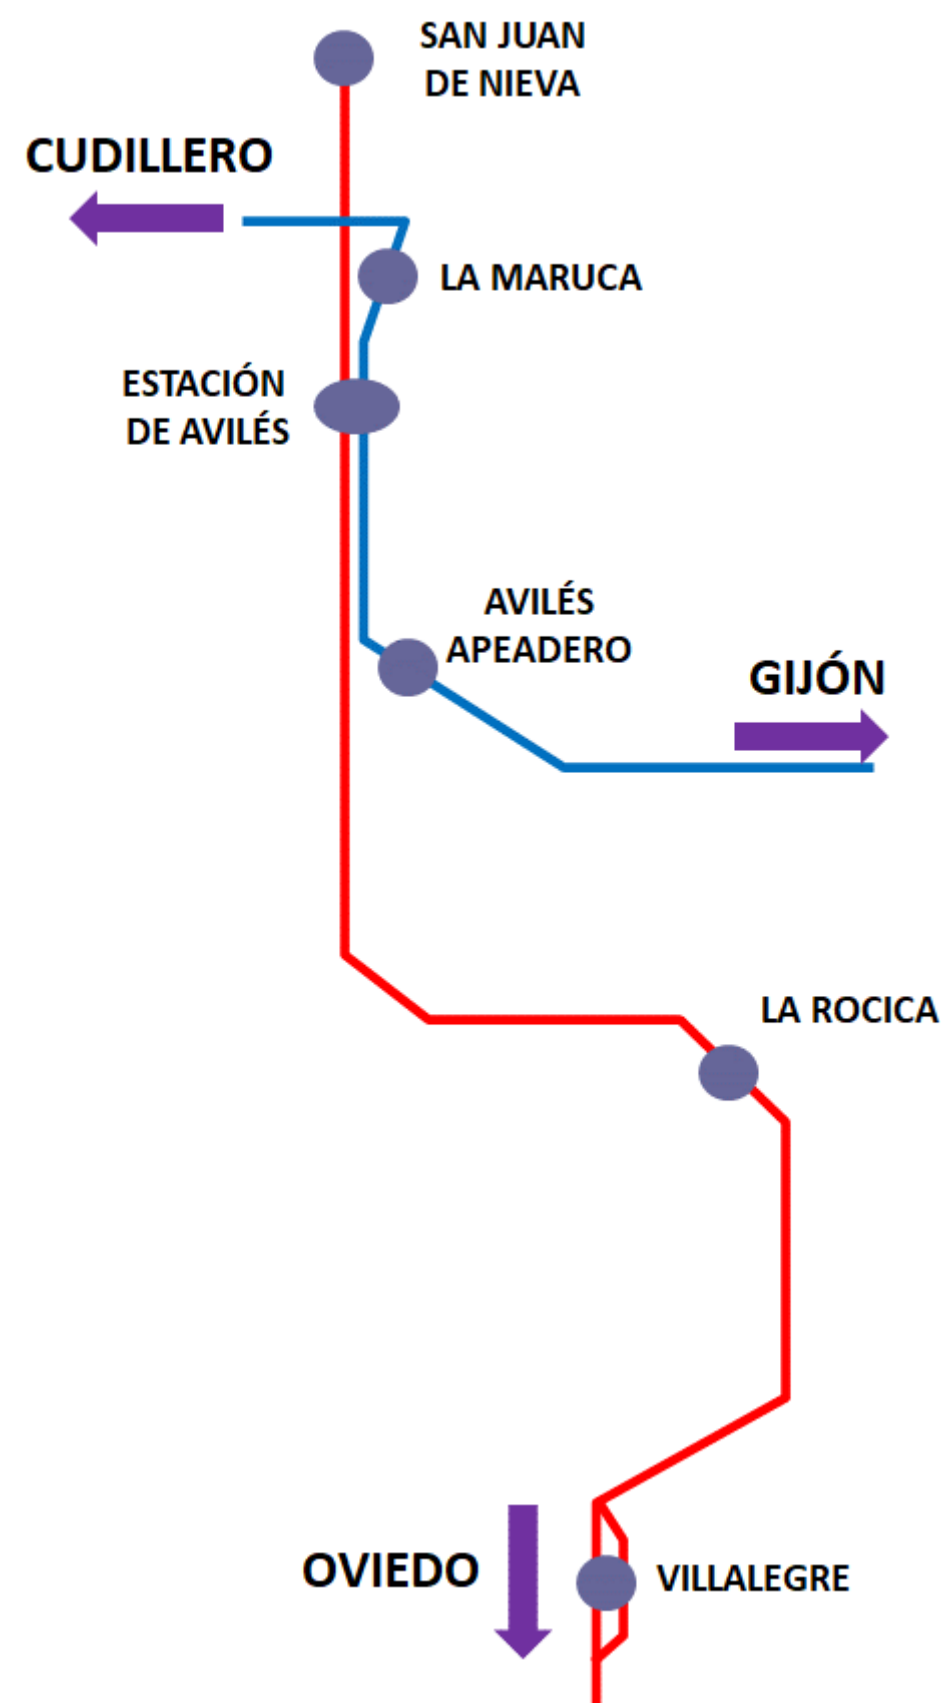 SAN JUAN
DE NIEVA
CUDILLERO
LA MARUCA
ESTACIÓN
DE AVILÉS
AVILÉS
APEADERO
GIJÓN
LA ROCICA
OVIEDO
VILLALEGRE